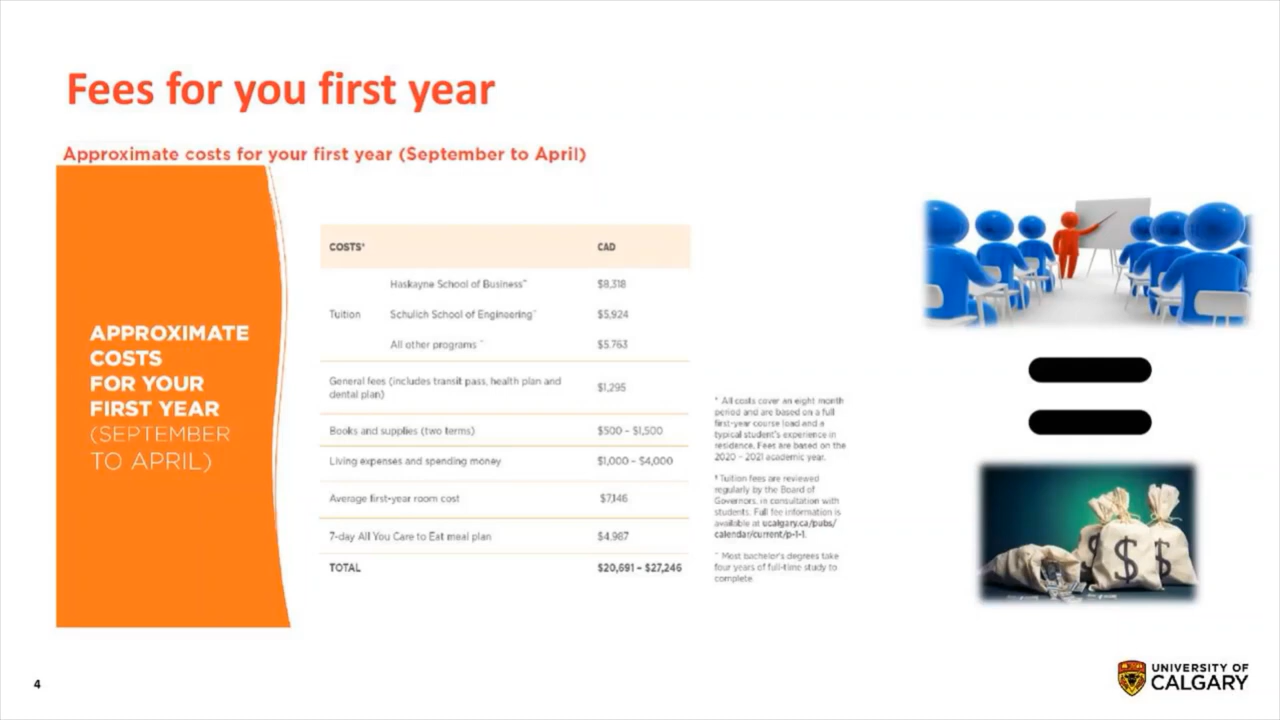 Fees for you first year
Approximate costs for your first year (September to April)
APPROXIMATE
COSTS
FOR YOUR
FIRST YEAR
(SEPTEMBER
TO APRIL)
COSTS* CAD
Haskayne School of Business~ $8,318
Tuition Schulich School of Engineering~ $5,924
All other programs ~ $5,763
General fees (includes transit pass, health plan and
dental plan) $1,295
Books and supplies (two terms) $500 – $1,500
Living expenses and spending money $1,000 – $4,000
Average first-year room cost $7,146
7-day All You Care to Eat meal plan $4,987
TOTAL $20,691 – $27,246
* All costs cover an eight month
period and are based on a full
first-year course load and a
typical student's experience in
residence. Fees are based on the
2020 – 2021 academic year.
Tuition fees are reviewed
regularly by the Board of
Governors, in consultation with
students. Full fee information is
available at ucalgary.ca/pubs/
calendar/current/p-1-1.
~ Most bachelor's degrees take
four years of full-time study to
complete.
$ $ $
4
UNIVERSITY OF
CALGARY